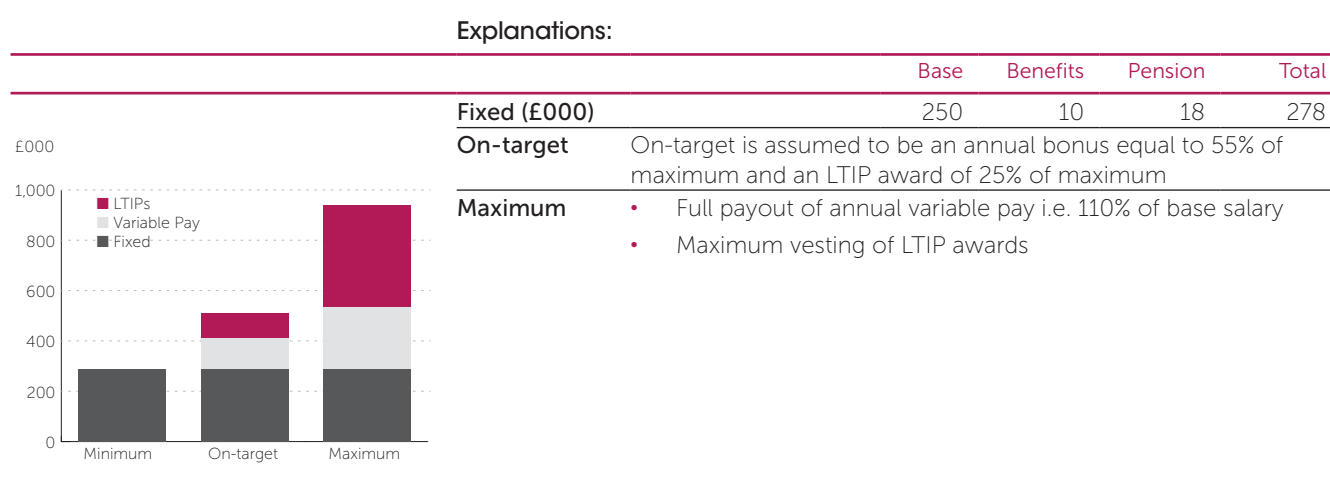 Explanations:
Base Benefits Pension Total
Fixed (£000) 250 10 18 278
On-target On-target is assumed to be an annual bonus equal to 55% of
maximum and an LTIP award of 25% of maximum
Maximum • Full payout of annual variable pay i.e. 110% of base salary
• Maximum vesting of LTIP awards
£000
1,000
LTIPs
Variable Pay
800
Fixed
600
400
200
0
Minimum On-target Maximum